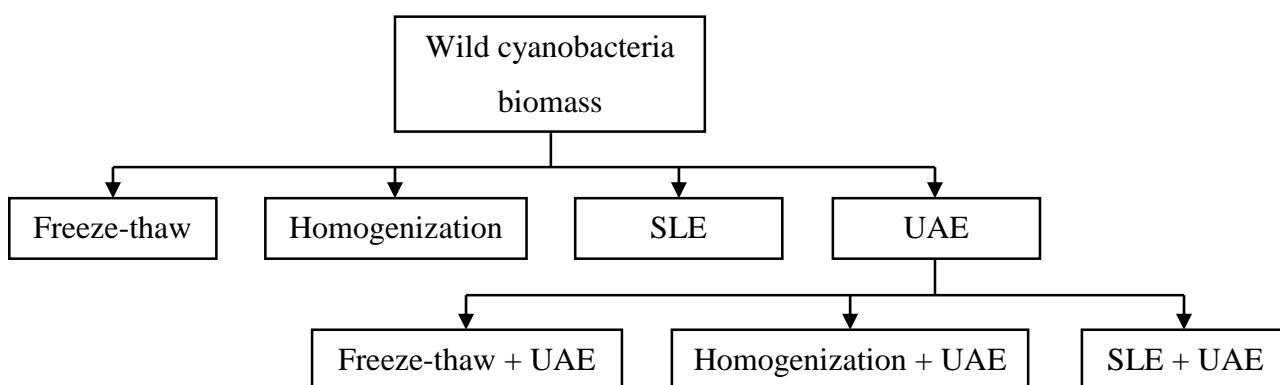 Wild cyanobacteria
biomass
Freeze-thaw
Homogenization
SLE
UAE
Freeze-thaw + UAE
Homogenization + UAE
SLE + UAE